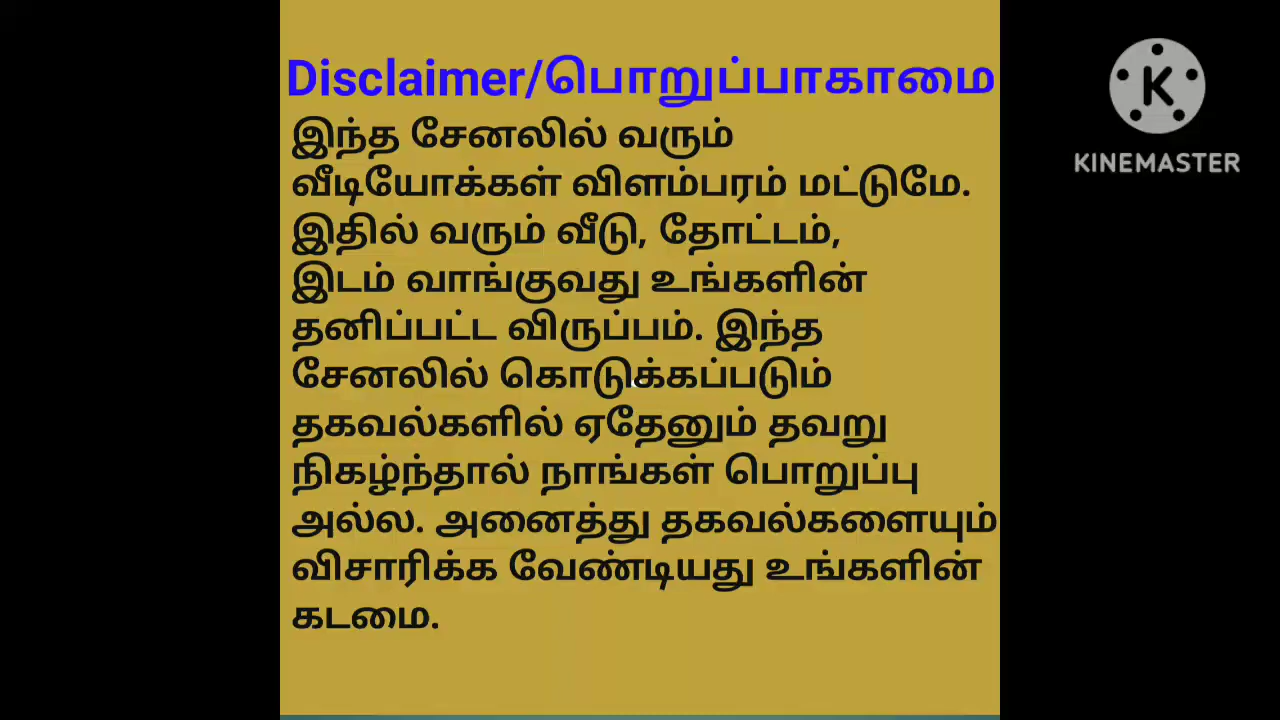 Disclaimer/பொறுப்பாகாமை
இந்த சேனலில் வரும்
வீடியோக்கள் விளம்பரம் மட்டுமே.
இதில் வரும் வீடு, தோட்டம்,
இடம் வாங்குவது உங்களின்
தனிப்பட்ட விருப்பம். இந்த
சேனலில் கொடுக்கப்படும்
தகவல்களில் ஏதேனும் தவறு
நிகழ்ந்தால் நாங்கள் பொறுப்பு
அல்ல. அனைத்து தகவல்களையும்
விசாரிக்க வேண்டியது உங்களின்
கடமை.
K
KINEMASTER